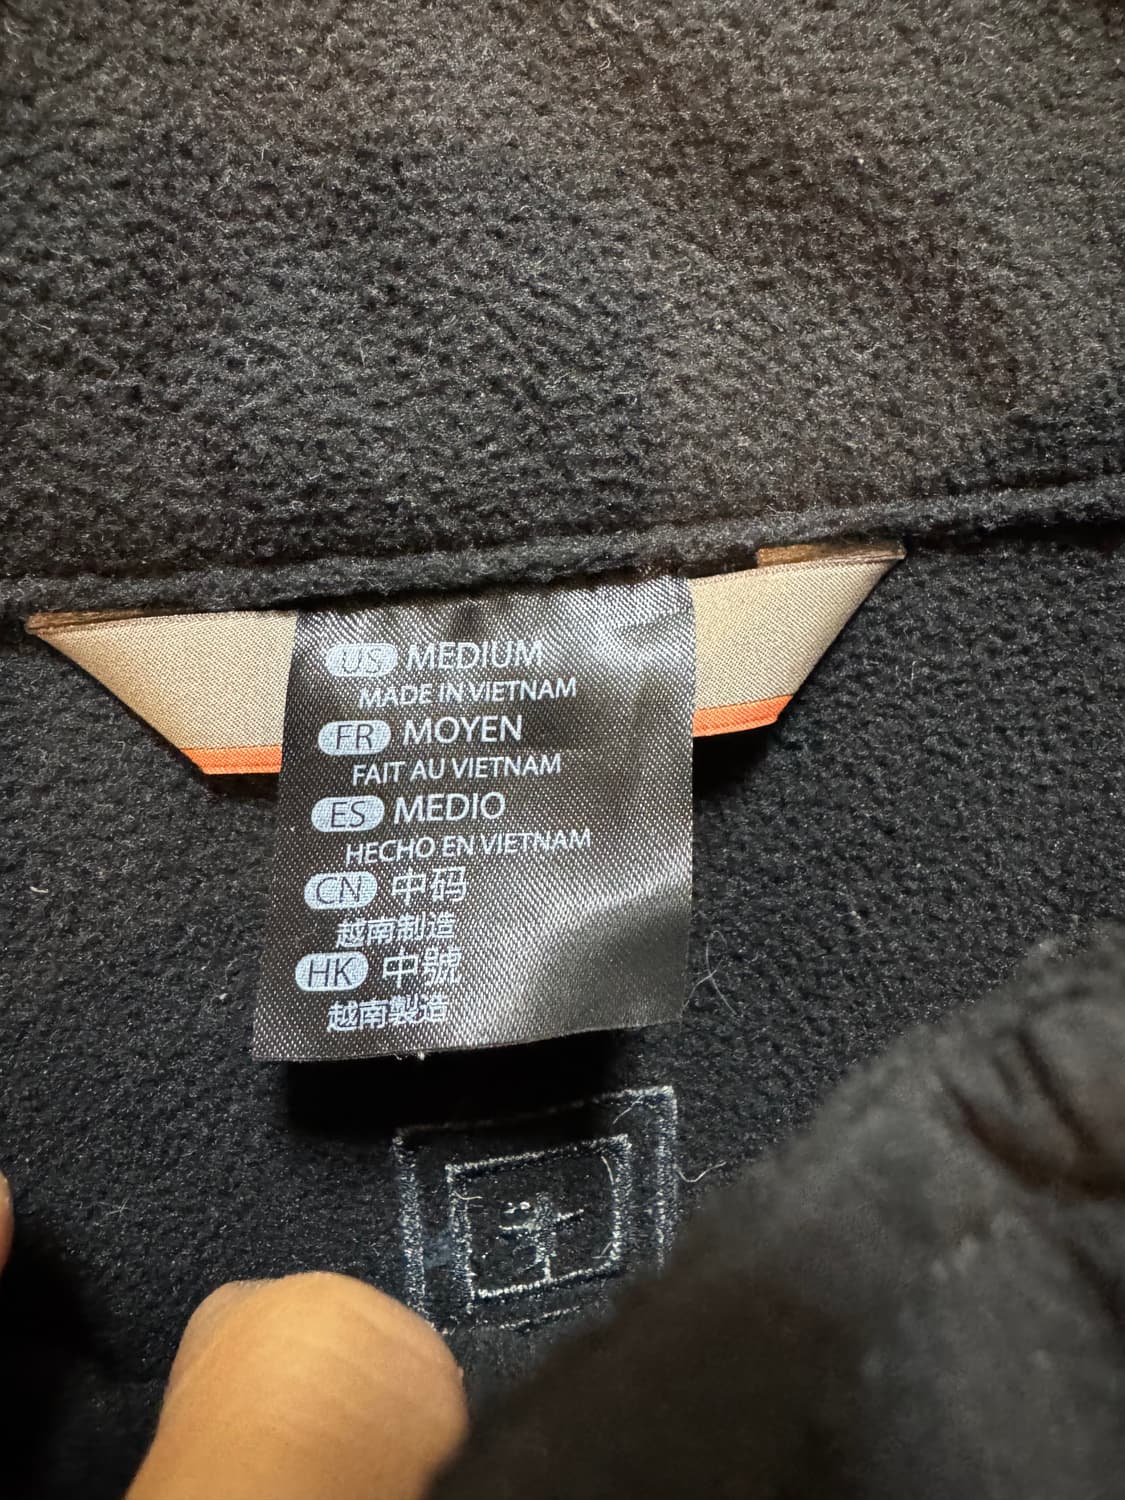 US MEDIUM
MADE IN VIETNAM
FR MOYEN
FAIT AU VIETNAM
ES MEDIO
HECHO EN VIETNAM
CN 中码
越南制造
HK 中號
越南製造